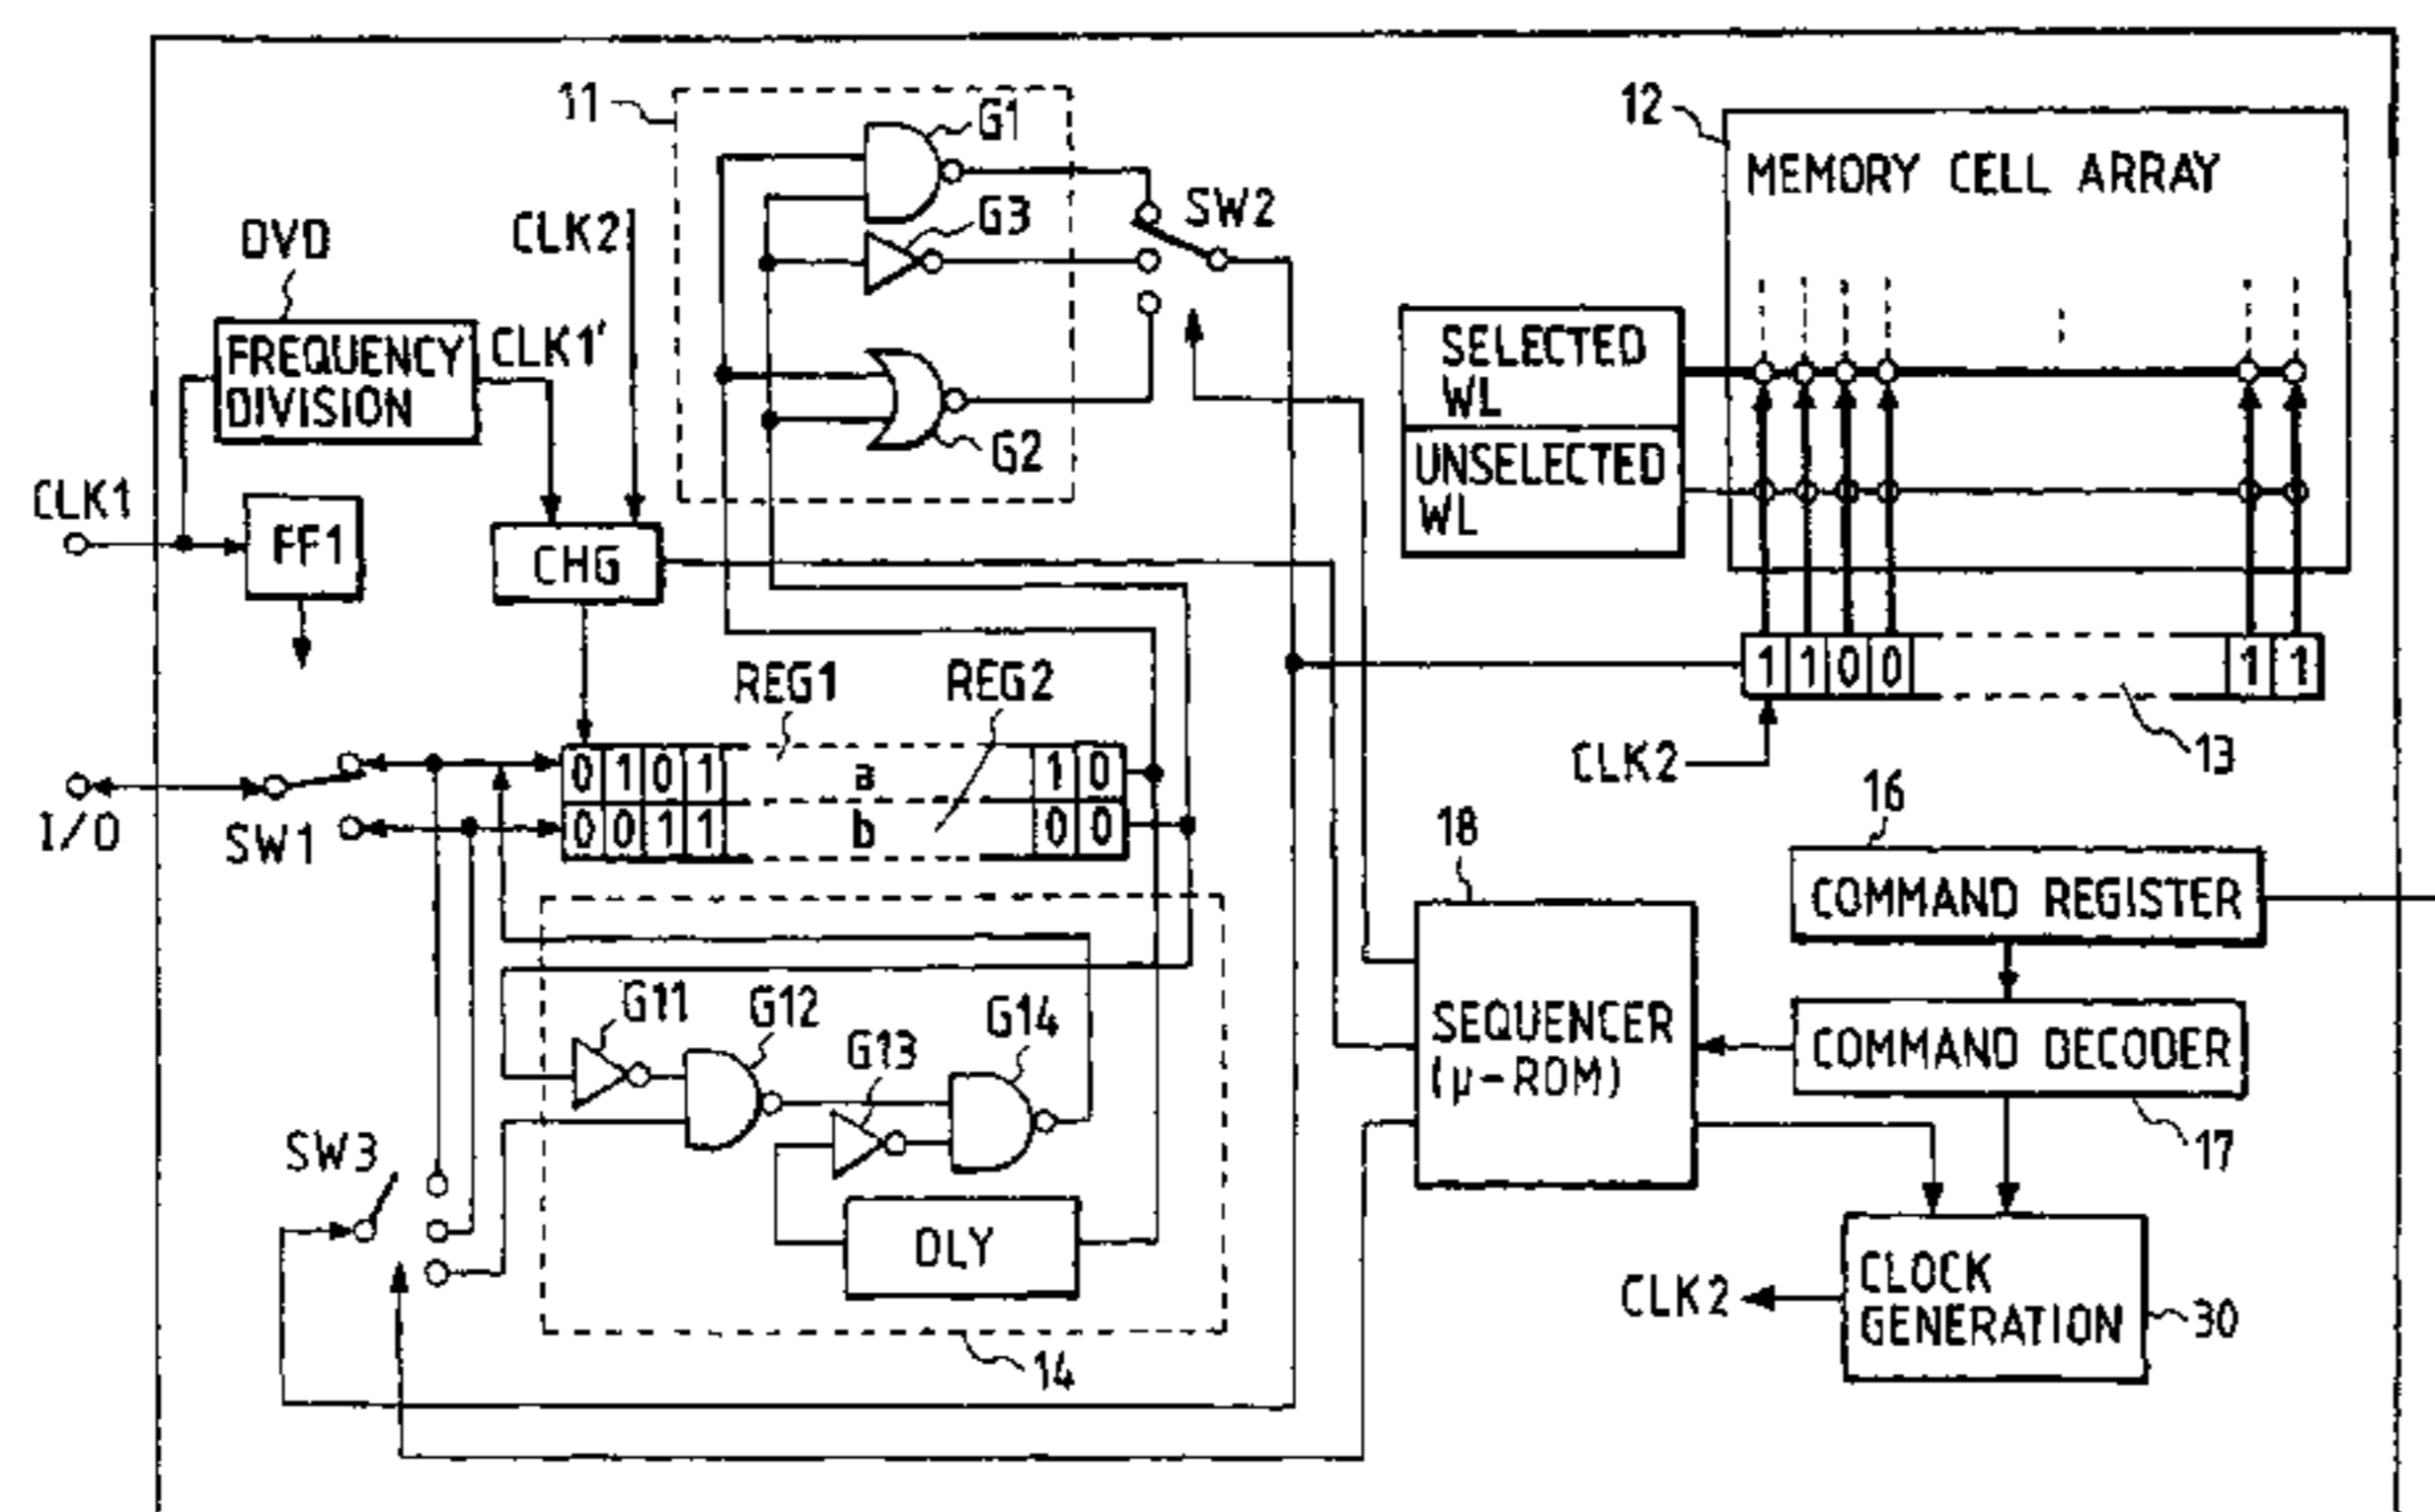 11
G1
G3
SW2
G2
12
MEMORY CELL ARRAY
DVD
CLK2
FREQUENCY
DIVISION
CLK1'
SELECTED
WL
UNSELECTED
WL
CLK1
FF1
CHG
REG1
REG2
1 1 0 0 1 1
CLK2
13
I/O
SW1
0 1 0 1 a 1 0
0 0 1 1 b 0 0
18
16
COMMAND REGISTER
G11
G12
G13
G14
SEQUENCER
(μ-ROM)
COMMAND DECODER
17
SW3
DLY
14
CLK2
CLOCK
GENERATION
30